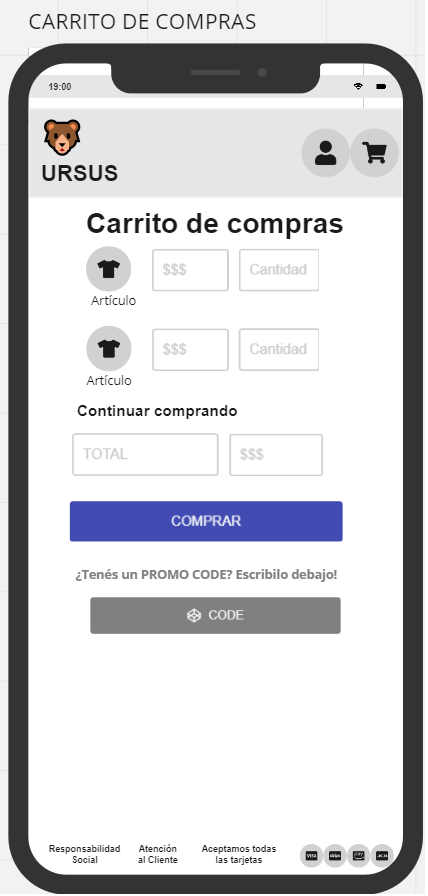 CARRITO DE COMPRAS
19:00
URSUS
Carrito de compras
$$$ Cantidad
Artículo
$$$ Cantidad
Artículo
Continuar comprando
TOTAL $$$
COMPRAR
¿Tenés un PROMO CODE? Escribilo debajo!
CODE
Responsabilidad
Social
Atención
al Cliente
Aceptamos todas
las tarjetas
VISA